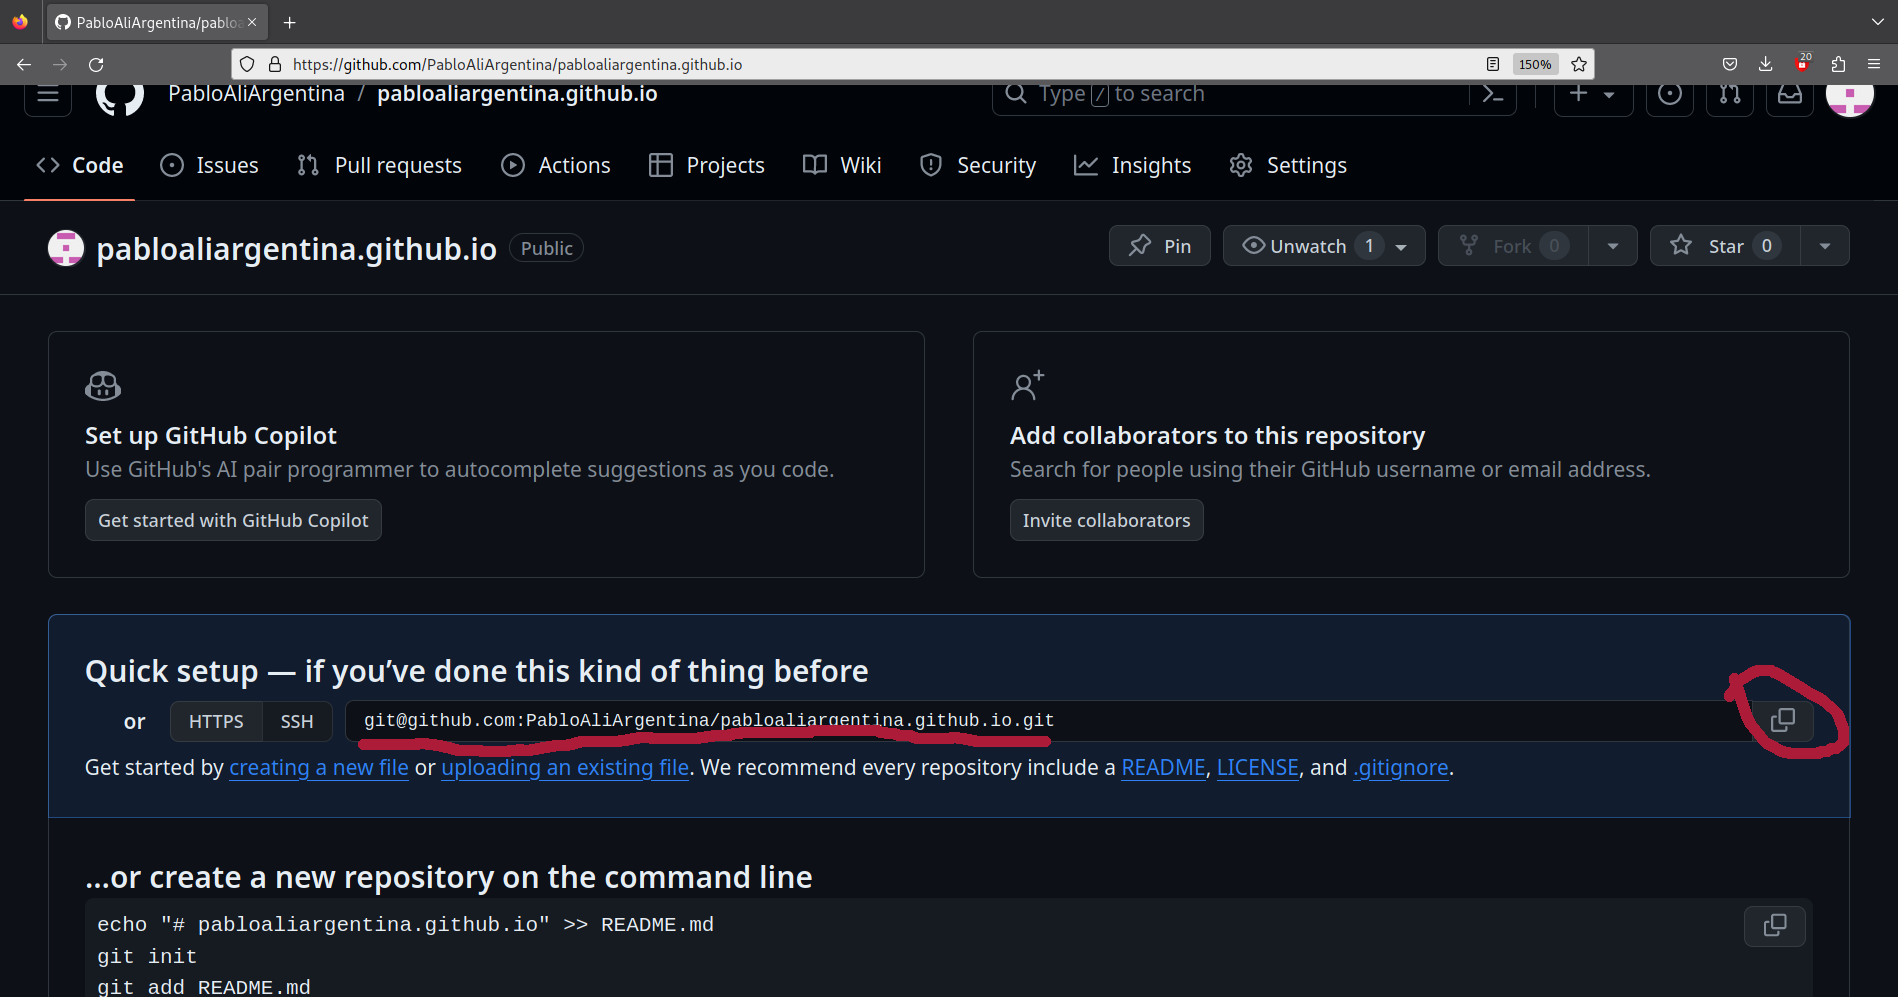 PabloAliArgentina/pablo
20
https://github.com/PabloAliArgentina/pabloaliargentina.github.io 150%
PabloAliArgentina / pabloaliargentina.github.io Type / to search
Code Issues Pull requests Actions Projects Wiki Security Insights Settings
pabloaliargentina.github.io Public Pin Unwatch 1 Fork 0 Star 0
Set up GitHub Copilot
Use GitHub's AI pair programmer to autocomplete suggestions as you code.
Get started with GitHub Copilot
Add collaborators to this repository
Search for people using their GitHub username or email address.
Invite collaborators
Quick setup — if you’ve done this kind of thing before
or HTTPS SSH git@github.com:PabloAliArgentina/pabloaliargentina.github.io.git
Get started by creating a new file or uploading an existing file. We recommend every repository include a README, LICENSE, and .gitignore.
…or create a new repository on the command line
echo "# pabloaliargentina.github.io" >> README.md
git init
git add README.md